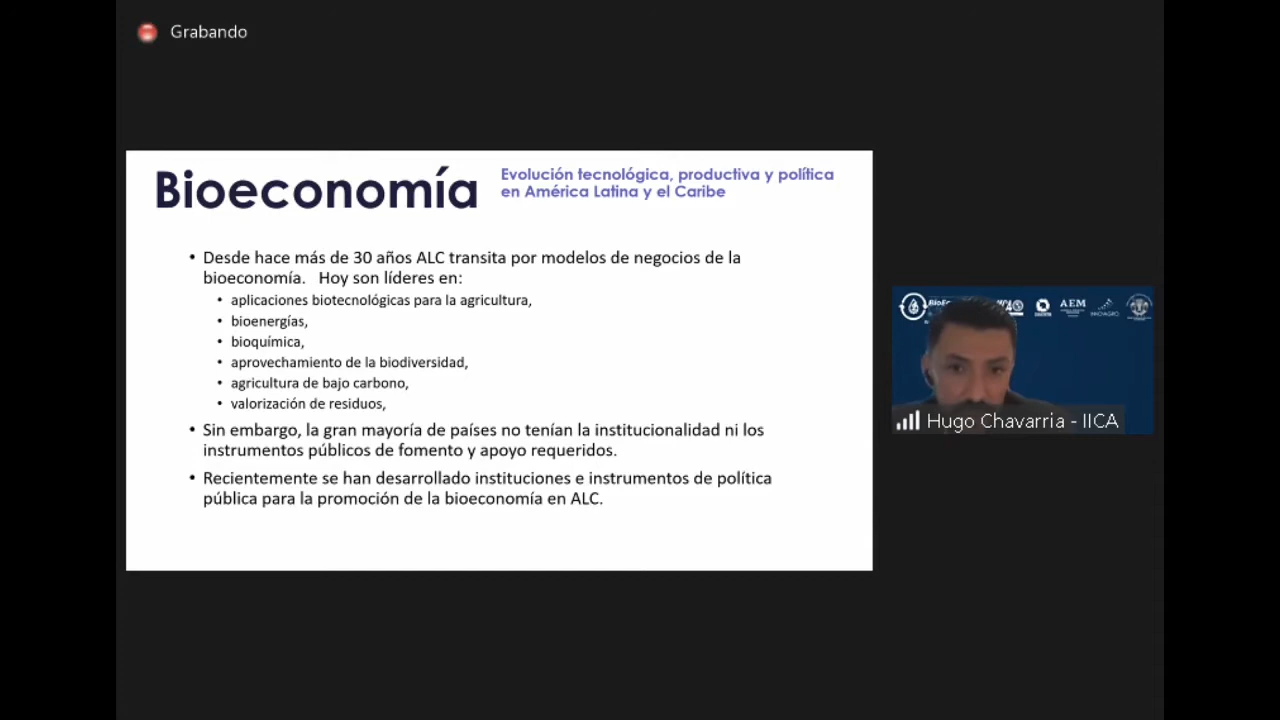 Grabando
Bioeconomía
Evolución tecnológica, productiva y política
en América Latina y el Caribe
• Desde hace más de 30 años ALC transita por modelos de negocios de la
bioeconomía. Hoy son líderes en:
• aplicaciones biotecnológicas para la agricultura,
• bioenergías,
• bioquímica,
• aprovechamiento de la biodiversidad,
• agricultura de bajo carbono,
• valorización de residuos,
• Sin embargo, la gran mayoría de países no tenían la institucionalidad ni los
instrumentos públicos de fomento y apoyo requeridos.
• Recientemente se han desarrollado instituciones e instrumentos de política
pública para la promoción de la bioeconomía en ALC.
AEM
Hugo Chavarria - IICA